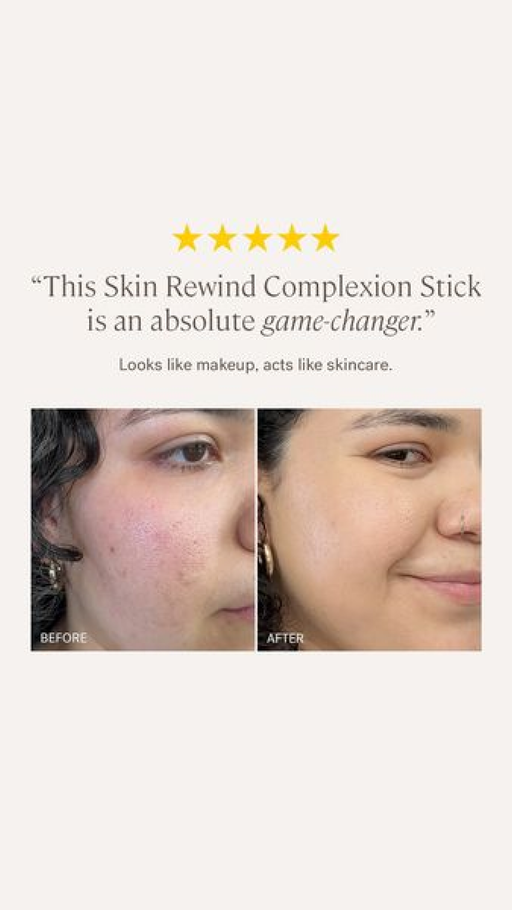 “This Skin Rewind Complexion Stick
is an absolute game-changer.”
Looks like makeup, acts like skincare.
BEFORE
AFTER